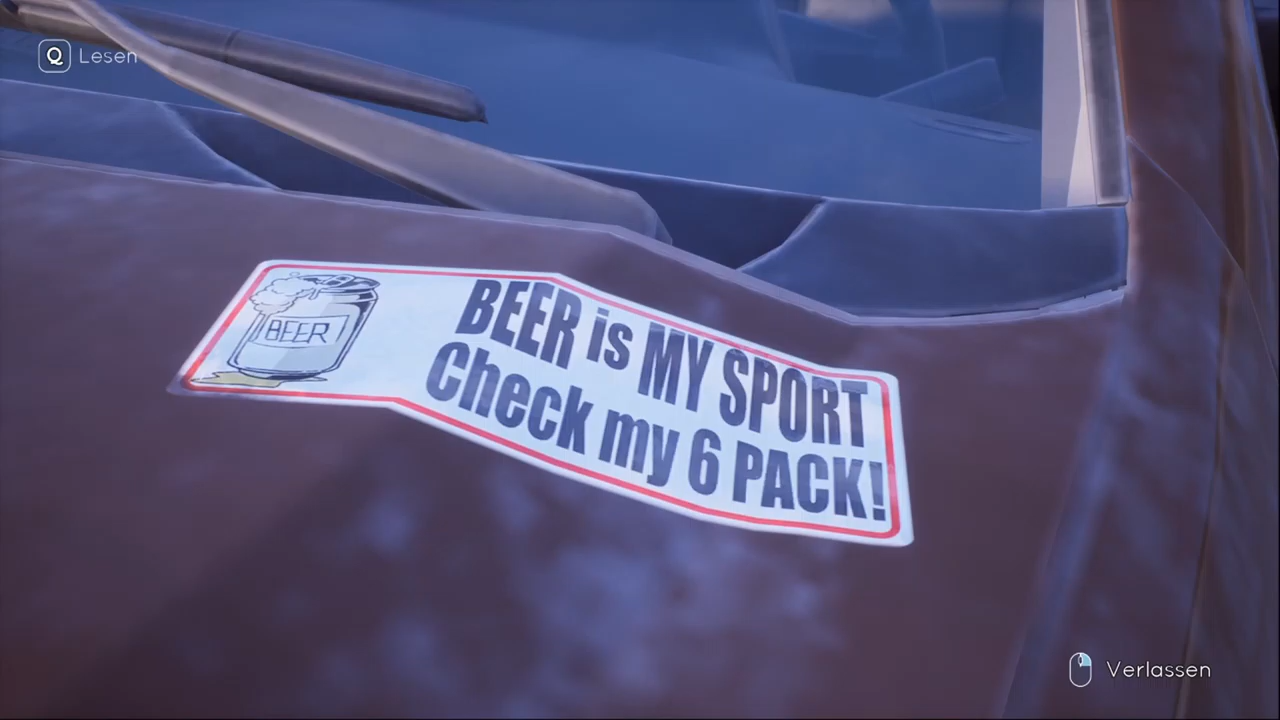 Q Lesen
BEER
BEER is MY SPORT
Check my 6 PACK!
Verlassen